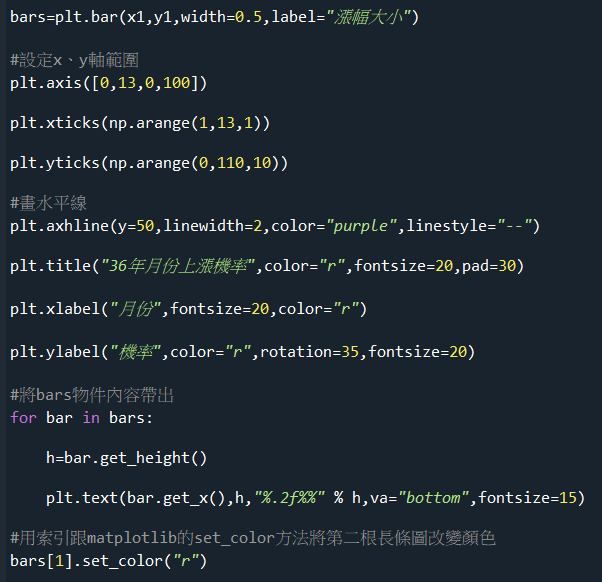 bars=plt.bar(x1,y1,width=0.5,label="漲幅大小")
#設定x、y軸範圍
plt.axis([0,13,0,100])
plt.xticks(np.arange(1,13,1))
plt.yticks(np.arange(0,110,10))
#畫水平線
plt.axhline(y=50,linewidth=2,color="purple",linestyle="--")
plt.title("36年月份上漲機率",color="r",fontsize=20,pad=30)
plt.xlabel("月份",fontsize=20,color="r")
plt.ylabel("機率",color="r",rotation=35,fontsize=20)
#將bars物件內容帶出
for bar in bars:
    h=bar.get_height()
    plt.text(bar.get_x(),h,"%.2f%%" % h,va="bottom",fontsize=15)
#用索引跟matplotlib的set_color方法將第二根長條圖改變顏色
bars[1].set_color("r")